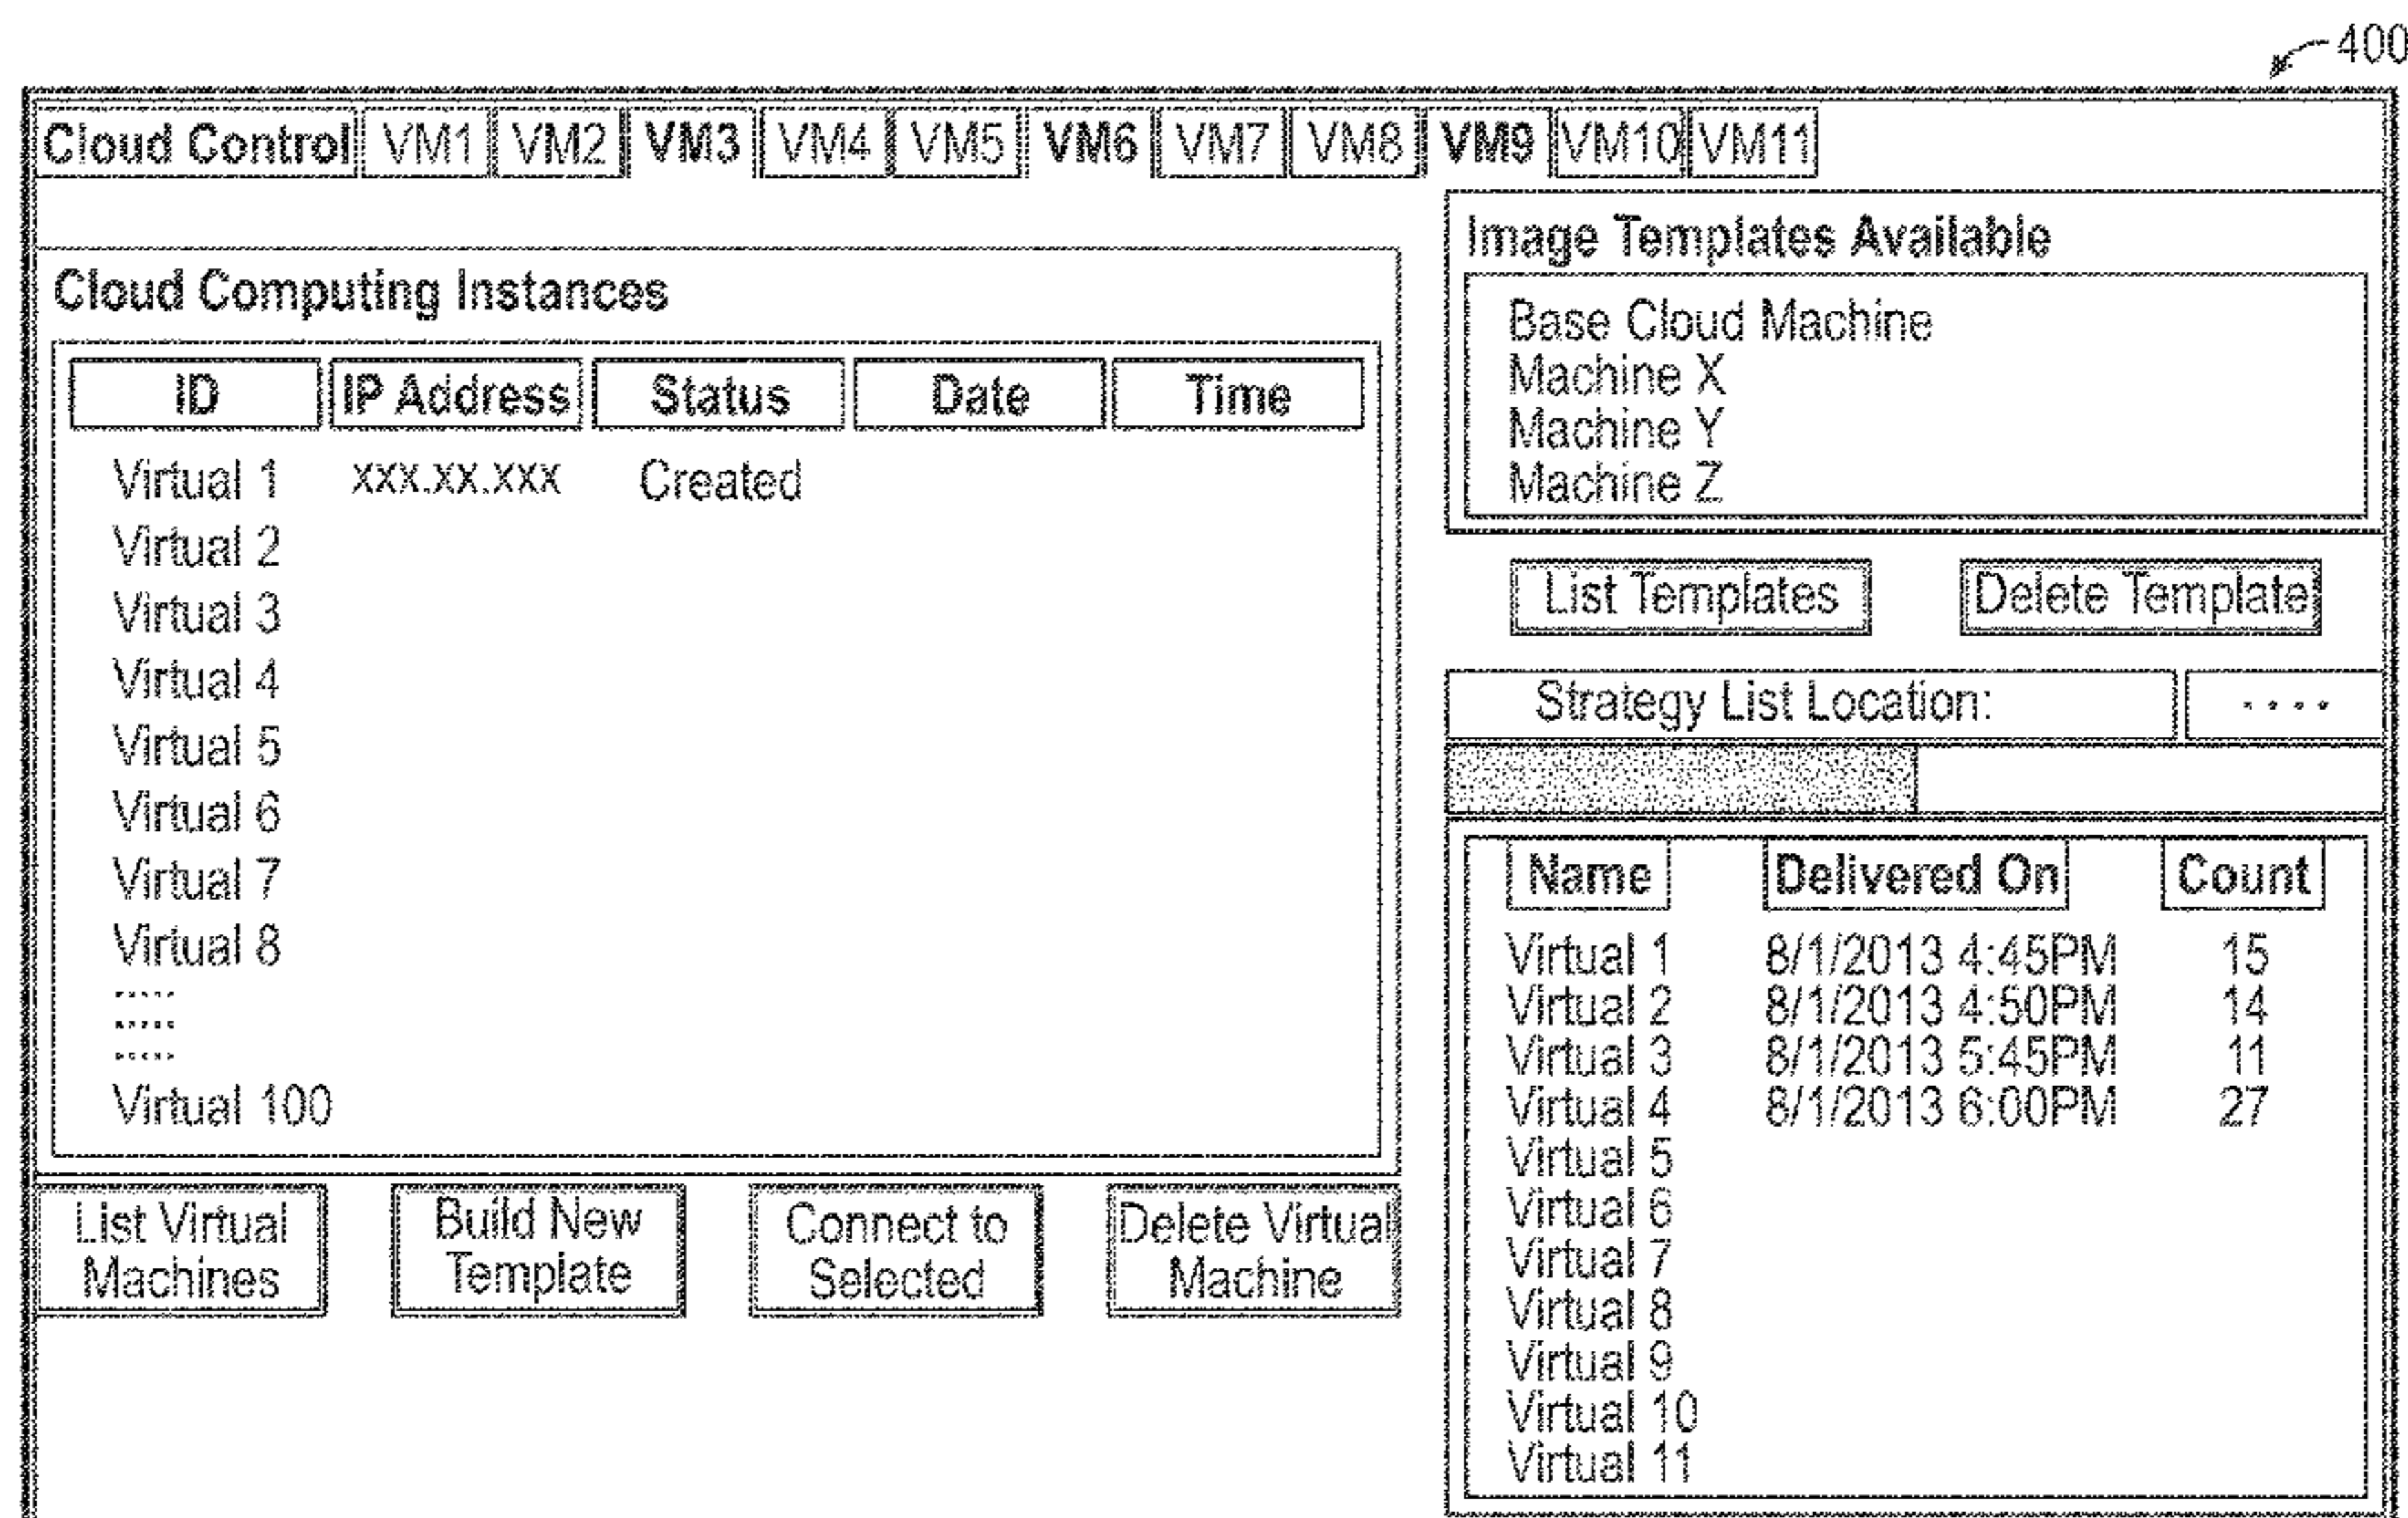 400
Cloud Control VM1 VM2 VM3 VM4 VM5 VM6 VM7 VM8 VM9 VM10 VM11
Cloud Computing Instances
ID IP Address Status Date Time
Virtual 1 XXX.XX.XXX Created
Virtual 2
Virtual 3
Virtual 4
Virtual 5
Virtual 6
Virtual 7
Virtual 8
.....
.....
.....
Virtual 100
List Virtual
Machines
Build New
Template
Connect to
Selected
Delete Virtual
Machine
Image Templates Available
Base Cloud Machine
Machine X
Machine Y
Machine Z
List Templates Delete Template
Strategy List Location: ....
Name Delivered On Count
Virtual 1 8/1/2013 4:45PM 15
Virtual 2 8/1/2013 4:50PM 14
Virtual 3 8/1/2013 5:45PM 11
Virtual 4 8/1/2013 6:00PM 27
Virtual 5
Virtual 6
Virtual 7
Virtual 8
Virtual 9
Virtual 10
Virtual 11